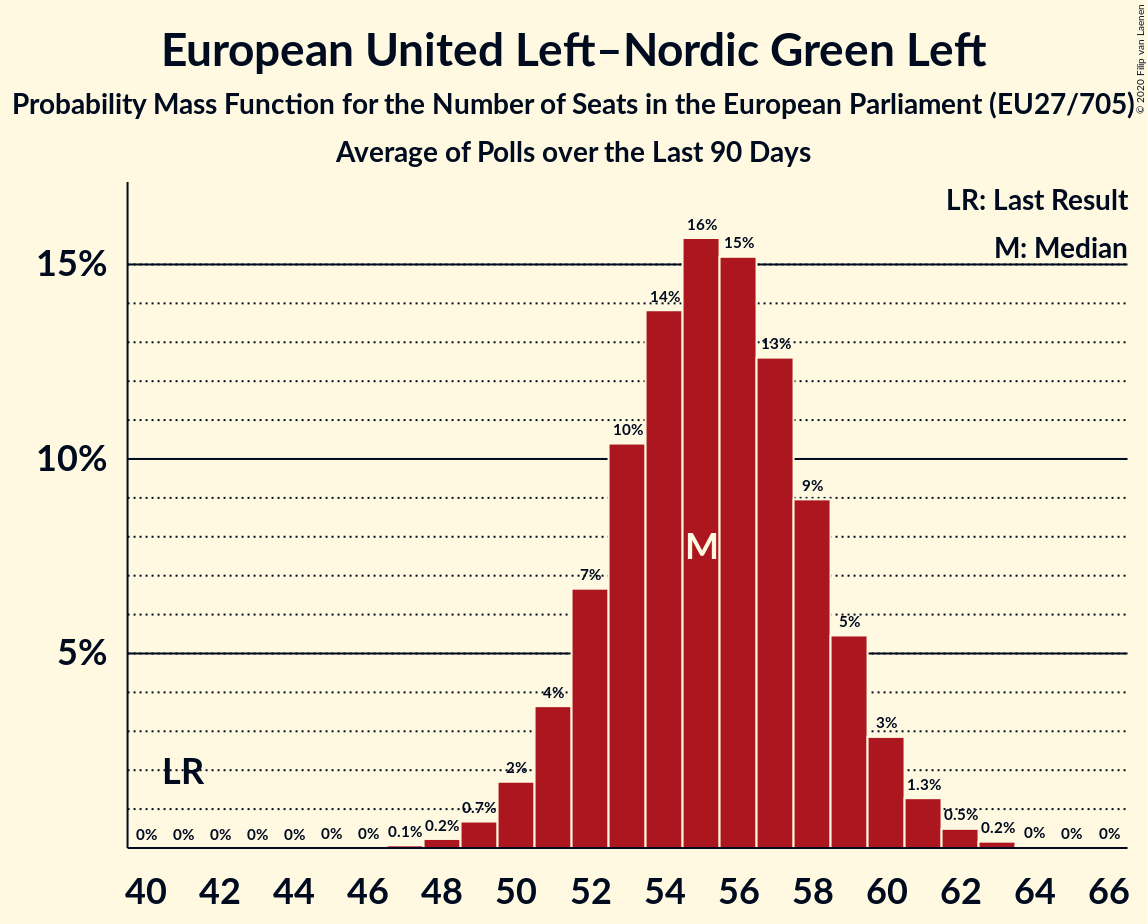 European United Left–Nordic Green Left
Probability Mass Function for the Number of Seats in the European Parliament (EU27/705)
Average of Polls over the Last 90 Days
© 2020 Filip van Laenen
LR: Last Result
M: Median
15%
10%
5%
16%
15%
14%
13%
10%
9%
M
7%
5%
4%
3%
LR
2%
1.3%
0.7%
0.5%
0% 0% 0% 0% 0% 0% 0% 0.1% 0.2% 0.2% 0% 0% 0%
40 42 44 46 48 50 52 54 56 58 60 62 64 66